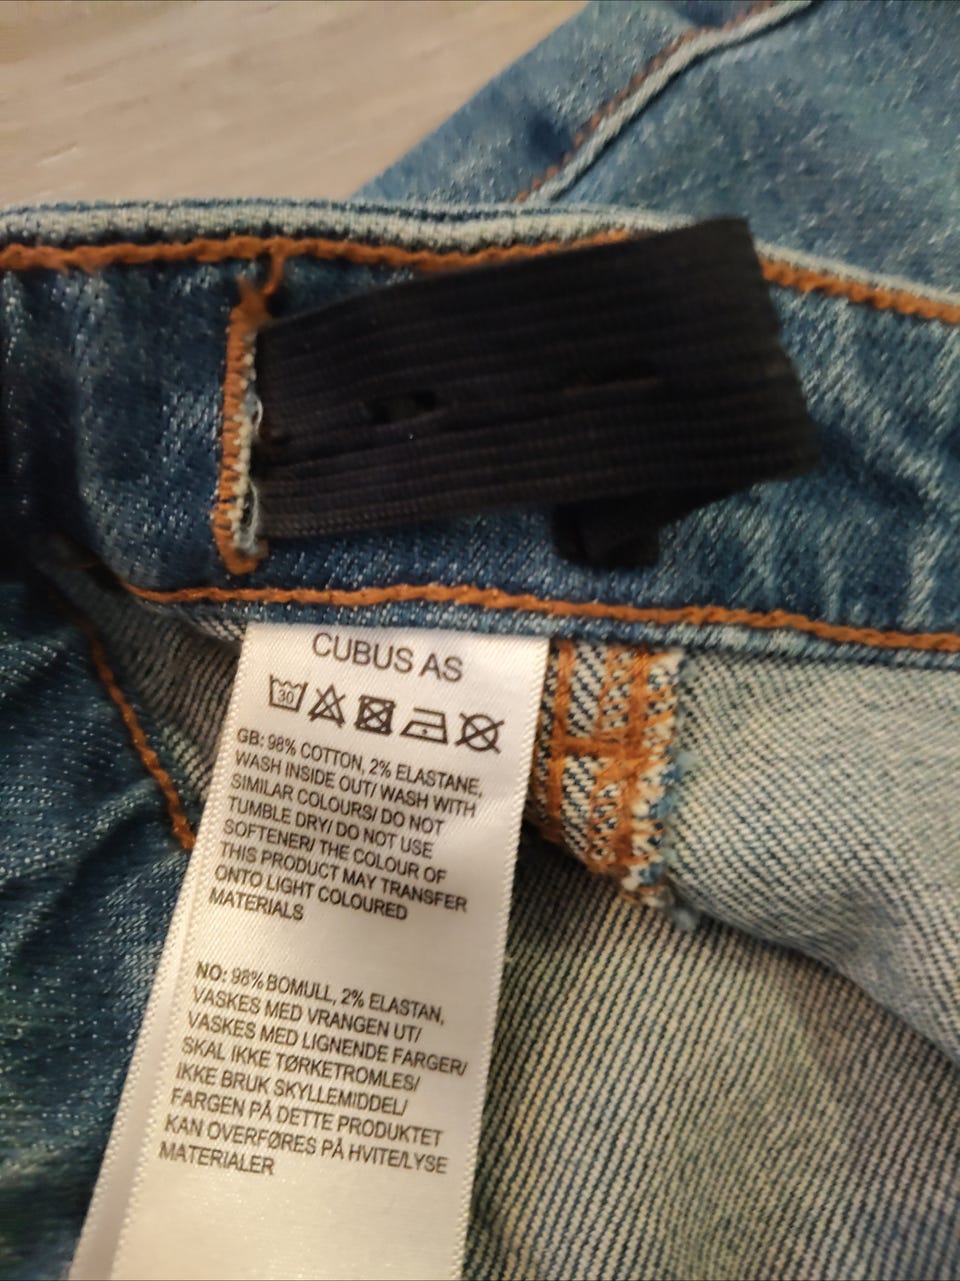 CUBUS AS
30
GB: 98% COTTON, 2% ELASTANE,
WASH INSIDE OUT/ WASH WITH
SIMILAR COLOURS/ DO NOT
TUMBLE DRY/ DO NOT USE
SOFTENER/ THE COLOUR OF
THIS PRODUCT MAY TRANSFER
ONTO LIGHT COLOURED
MATERIALS
NO: 98% BOMULL, 2% ELASTAN,
VASKES MED VRANGEN UT/
VASKES MED LIGNENDE FARGER/
SKAL IKKE TØRKETROMLES/
IKKE BRUK SKYLLEMIDDEL/
FARGEN PÅ DETTE PRODUKTET
KAN OVERFØRES PÅ HVITE/LYSE
MATERIALER